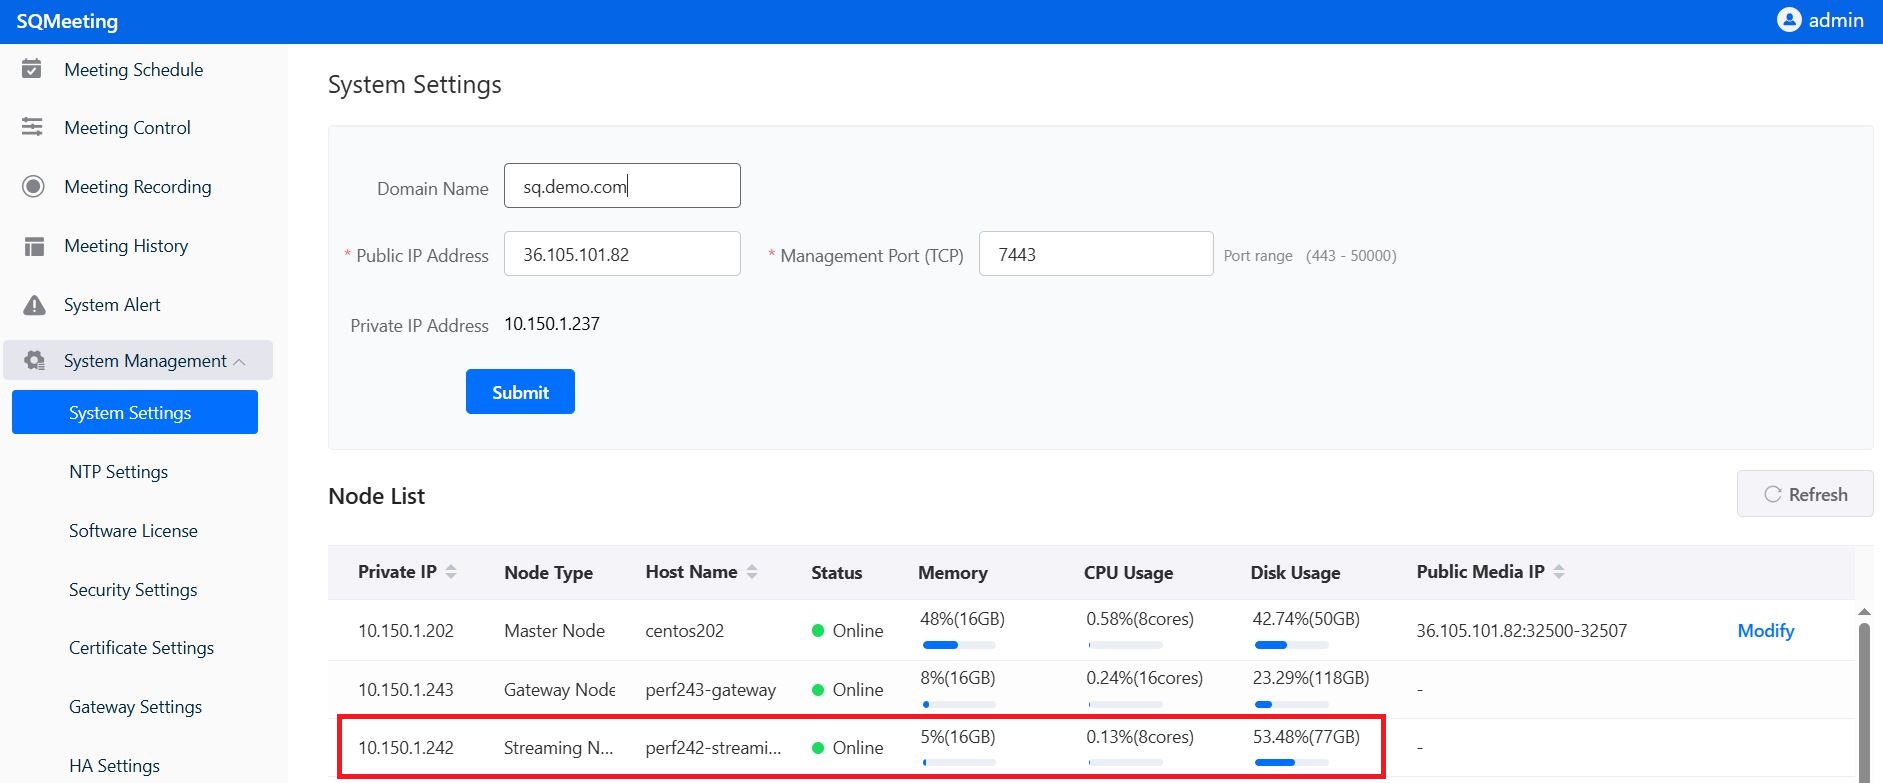 SQMeeting
admin
Meeting Schedule
Meeting Control
Meeting Recording
Meeting History
System Alert
System Management
System Settings
NTP Settings
Software License
Security Settings
Certificate Settings
Gateway Settings
HA Settings
System Settings
Domain Name sq.demo.com
* Public IP Address 36.105.101.82 * Management Port (TCP) 7443 Port range (443 - 50000)
Private IP Address 10.150.1.237
Submit
Node List
Refresh
Private IP Node Type Host Name Status Memory CPU Usage Disk Usage Public Media IP
10.150.1.202 Master Node centos202 Online 48%(16GB) 0.58%(8cores) 42.74%(50GB) 36.105.101.82:32500-32507 Modify
10.150.1.243 Gateway Node perf243-gateway Online 8%(16GB) 0.24%(16cores) 23.29%(118GB) -
10.150.1.242 Streaming N... perf242-streami... Online 5%(16GB) 0.13%(8cores) 53.48%(77GB) -